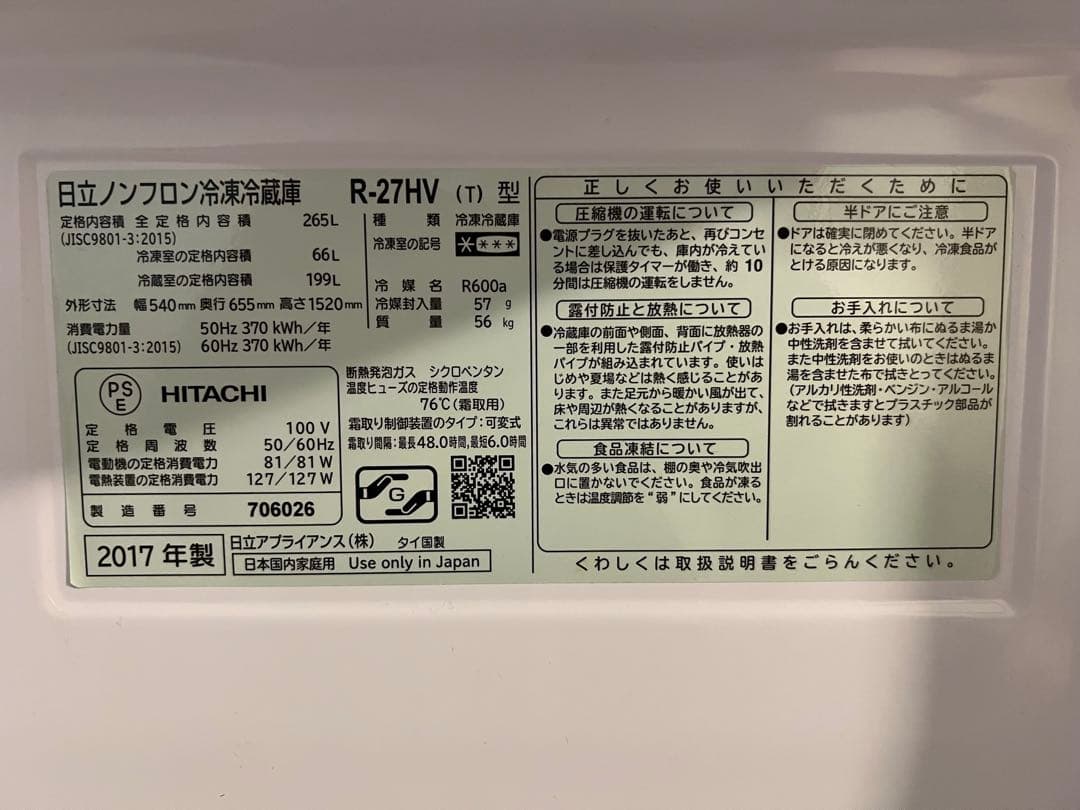 日立ノンフロン冷凍冷蔵庫 R-27HV (T) 型
定格内容積 全定格内容積 265L
(JISC9801-3:2015)
冷凍室の定格内容積 66L
冷蔵室の定格内容積 199L
外形寸法 幅540mm 奥行655mm 高さ1520mm
消費電力量 50Hz 370 kWh/年
(JISC9801-3:2015) 60Hz 370 kWh/年
種類 冷凍冷蔵庫
冷凍室の記号 ****
冷媒名 R600a
冷媒封入量 57 g
質量 56 kg
PS
E
HITACHI
定格電圧 100 V
定格周波数 50/60Hz
電動機の定格消費電力 81/81W
電熱装置の定格消費電力 127/127W
製造番号 706026
断熱発泡ガス シクロペンタン
温度ヒューズの定格動作温度
76℃(霜取用)
霜取り制御装置のタイプ:可変式
霜取り間隔:最長48.0時間,最短6.0時間
G
2017 年製
日立アプライアンス(株) タイ国製
日本国内家庭用 Use only in Japan
正しくお使いいただくために
圧縮機の運転について
●電源プラグを抜いたあと、再びコンセ
ントに差し込んでも、庫内が冷えてい
る場合は保護タイマーが働き、約 10
分間は圧縮機の運転をしません。
露付防止と放熱について
●冷蔵庫の前面や側面、背面に放熱器の
一部を利用した露付防止パイプ・放熱
パイプが組み込まれています。使いは
じめや夏場などは熱く感じることがあ
ります。また足元から暖かい風が出て、
床や周辺が熱くなることがありますが、
これらは異常ではありません。
食品凍結について
●水気の多い食品は、棚の奥や冷気吹出
口に置かないでください。食品が凍る
ときは温度調節を“弱”にしてください。
半ドアにご注意
●ドアは確実に閉めてください。半ドア
になると冷えが悪くなり、冷凍食品が
とける原因になります。
お手入れについて
●お手入れは、柔らかい布にぬるま湯か
中性洗剤を含ませて拭いてください。
また中性洗剤をお使いのときはぬるま
湯を含ませた布で拭きとってください。
(アルカリ性洗剤・ベンジン・アルコール
などで拭きますとプラスチック部品が
割れることがあります)
くわしくは取扱説明書をごらんください。